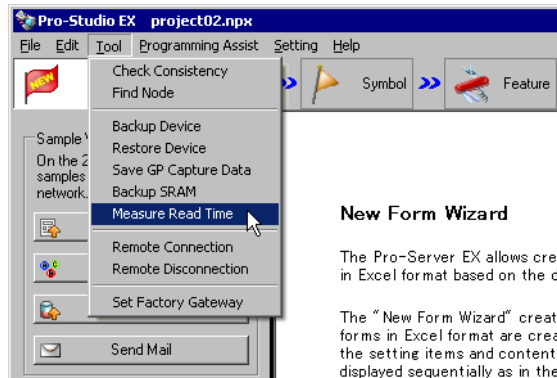 Pro-Studio EX project02.npx
File Edit Tool Programming Assist Setting Help
NEW
Symbol
Feature
Check Consistency
Find Node
Backup Device
Restore Device
Save GP Capture Data
Backup SRAM
Measure Read Time
Remote Connection
Remote Disconnection
Set Factory Gateway
Sample
On the 2
samples
network.
Send Mail
New Form Wizard
The Pro-Server EX allows cre
in Excel format based on the
The "New Form Wizard" creat
forms in Excel format are crea
the setting items and content
displayed sequentially as in the